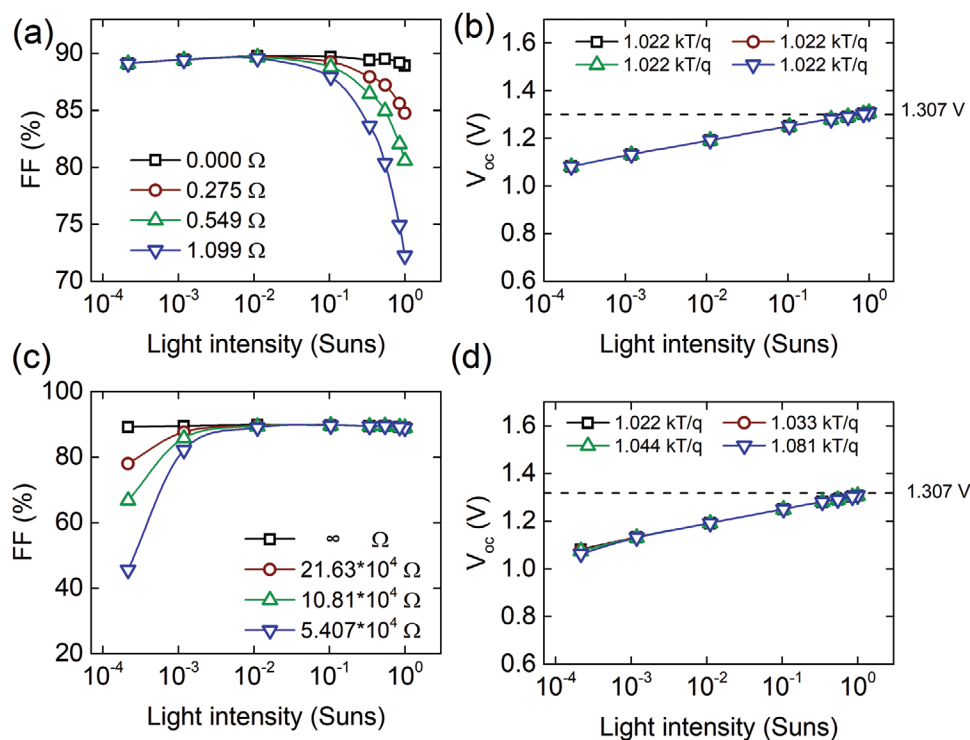 (a)
FF (%)
90
85
80
75
70
0.000 Ω
0.275 Ω
0.549 Ω
1.099 Ω
10⁻⁴ 10⁻³ 10⁻² 10⁻¹ 10⁰
Light intensity (Suns)
(b)
Voc (V)
1.6
1.4
1.2
1.0
0.8
0.6
1.022 kT/q 1.022 kT/q
1.022 kT/q 1.022 kT/q
1.307 V
10⁻⁴ 10⁻³ 10⁻² 10⁻¹ 10⁰
Light intensity (Suns)
(c)
FF (%)
100
80
60
40
20
∞ Ω
21.63*10⁴ Ω
10.81*10⁴ Ω
5.407*10⁴ Ω
10⁻⁴ 10⁻³ 10⁻² 10⁻¹ 10⁰
Light intensity (Suns)
(d)
Voc (V)
1.6
1.4
1.2
1.0
0.8
0.6
1.022 kT/q 1.033 kT/q
1.044 kT/q 1.081 kT/q
1.307 V
10⁻⁴ 10⁻³ 10⁻² 10⁻¹ 10⁰
Light intensity (Suns)